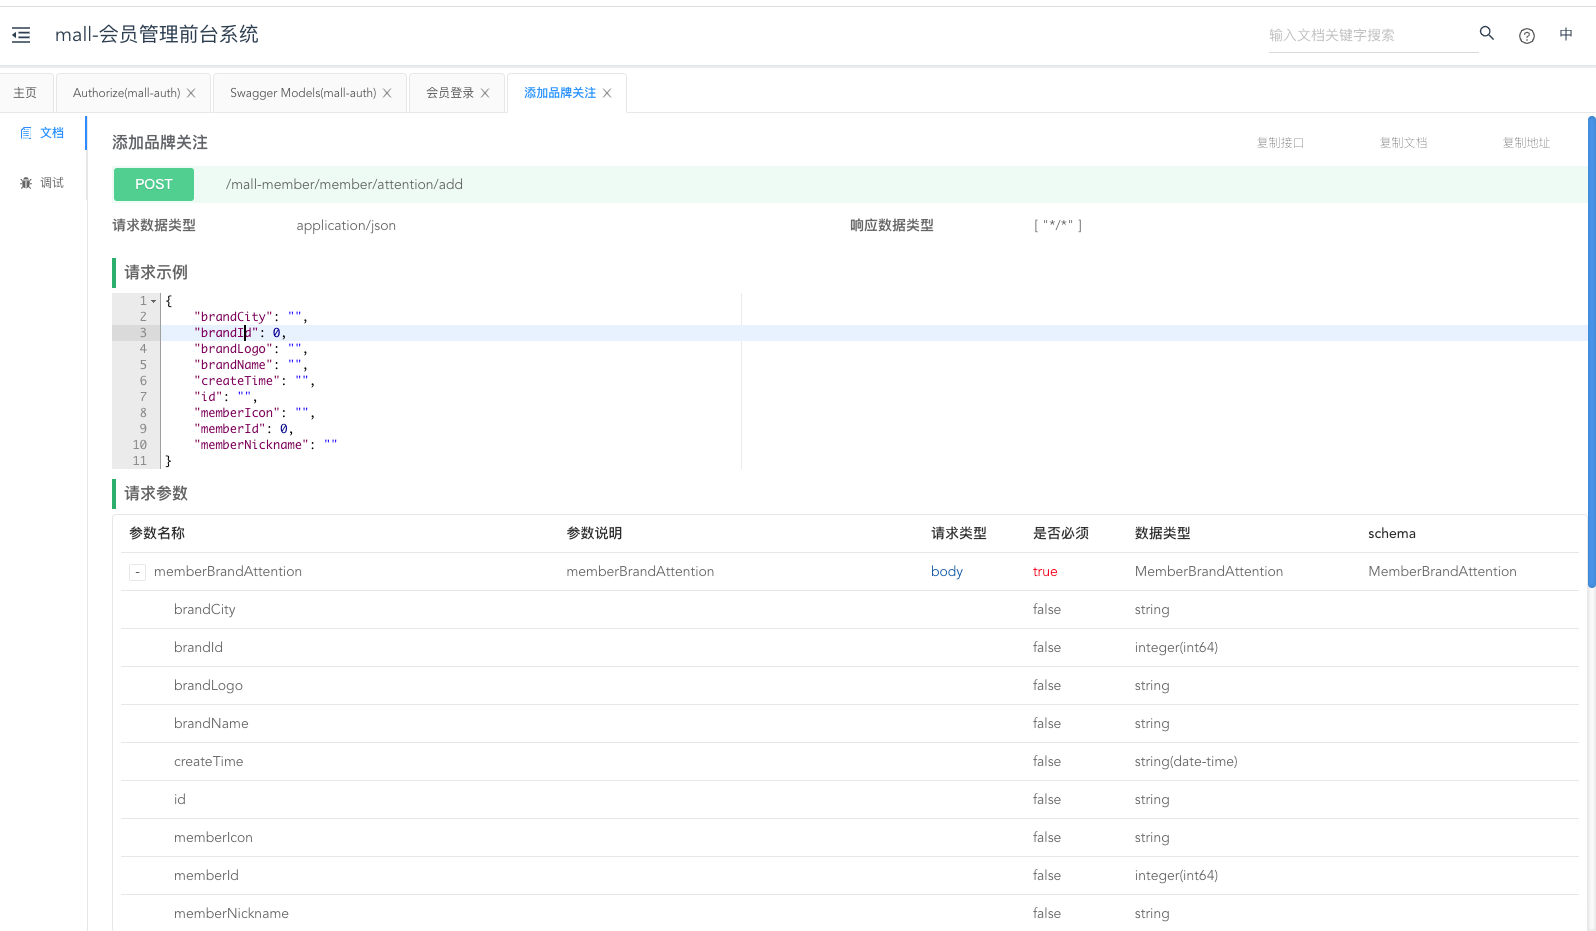 mall-会员管理前台系统
输入文档关键字搜索
中
主页
Authorize(mall-auth)
Swagger Models(mall-auth)
会员登录
添加品牌关注
文档
调试
添加品牌关注
复制接口
复制文档
复制地址
POST
/mall-member/member/attention/add
请求数据类型 application/json
响应数据类型 [ "*/*" ]
请求示例
1 {
2 "brandCity": "",
3 "brandId": 0,
4 "brandLogo": "",
5 "brandName": "",
6 "createTime": "",
7 "id": "",
8 "memberIcon": "",
9 "memberId": 0,
10 "memberNickname": ""
11 }
请求参数
参数名称 参数说明 请求类型 是否必须 数据类型 schema
- memberBrandAttention memberBrandAttention body true MemberBrandAttention MemberBrandAttention
brandCity false string
brandId false integer(int64)
brandLogo false string
brandName false string
createTime false string(date-time)
id false string
memberIcon false string
memberId false integer(int64)
memberNickname false string